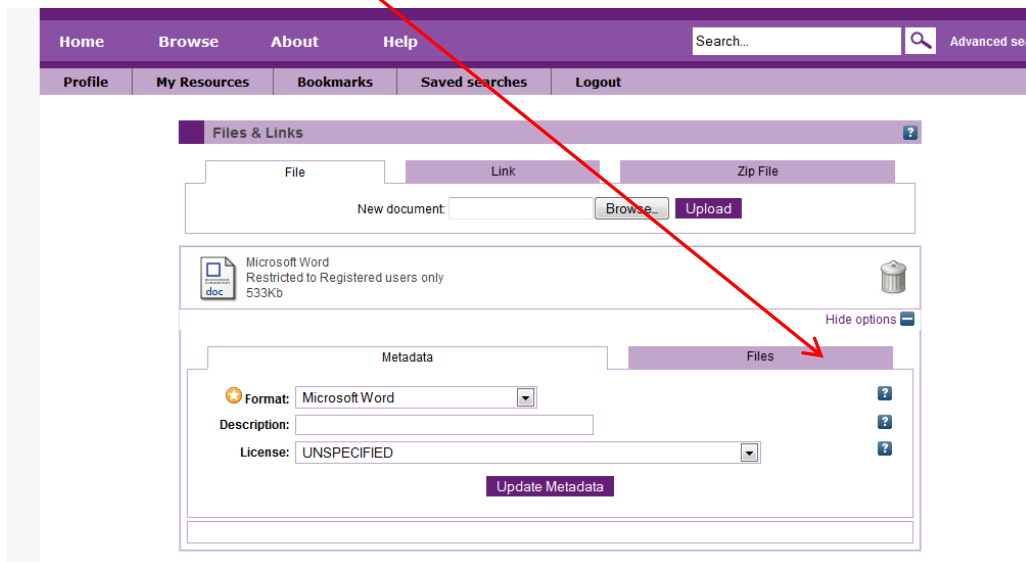 Home Browse About Help Search... Advanced sea
Profile My Resources Bookmarks Saved searches Logout
Files & Links ?
File Link Zip File
New document: Browse... Upload
Microsoft Word
Restricted to Registered users only
doc 533Kb
Hide options
Metadata Files
Format: Microsoft Word ?
Description: ?
License: UNSPECIFIED ?
Update Metadata